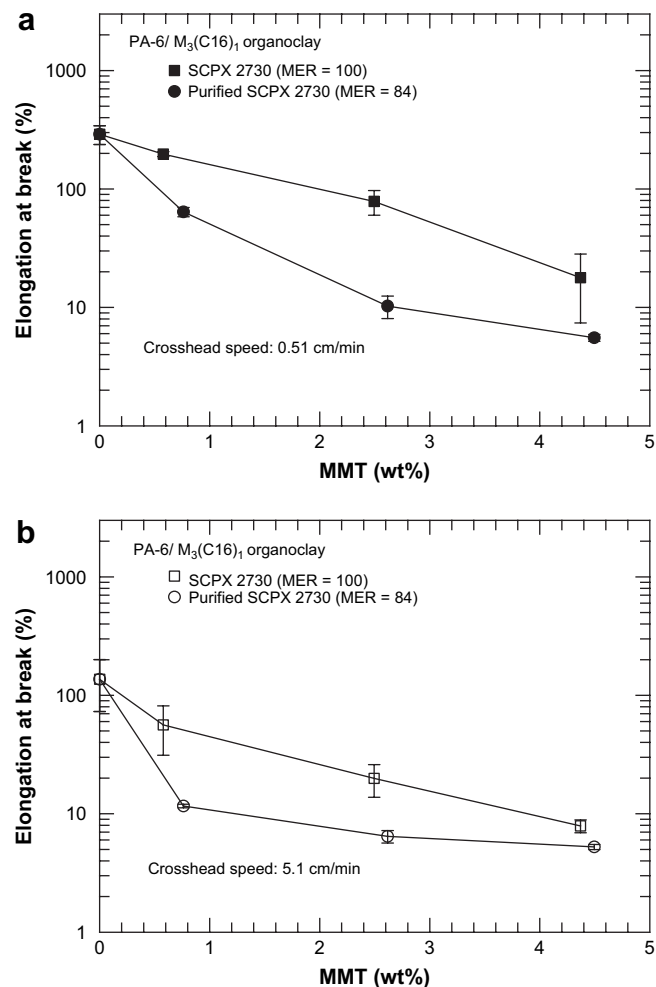 a
PA-6/ M3(C16)1 organoclay
SCPX 2730 (MER = 100)
Purified SCPX 2730 (MER = 84)
1000
100
10
1
Elongation at break (%)
Crosshead speed: 0.51 cm/min
0 1 2 3 4 5
MMT (wt%)
b
PA-6/ M3(C16)1 organoclay
SCPX 2730 (MER = 100)
Purified SCPX 2730 (MER = 84)
1000
100
10
1
Elongation at break (%)
Crosshead speed: 5.1 cm/min
0 1 2 3 4 5
MMT (wt%)